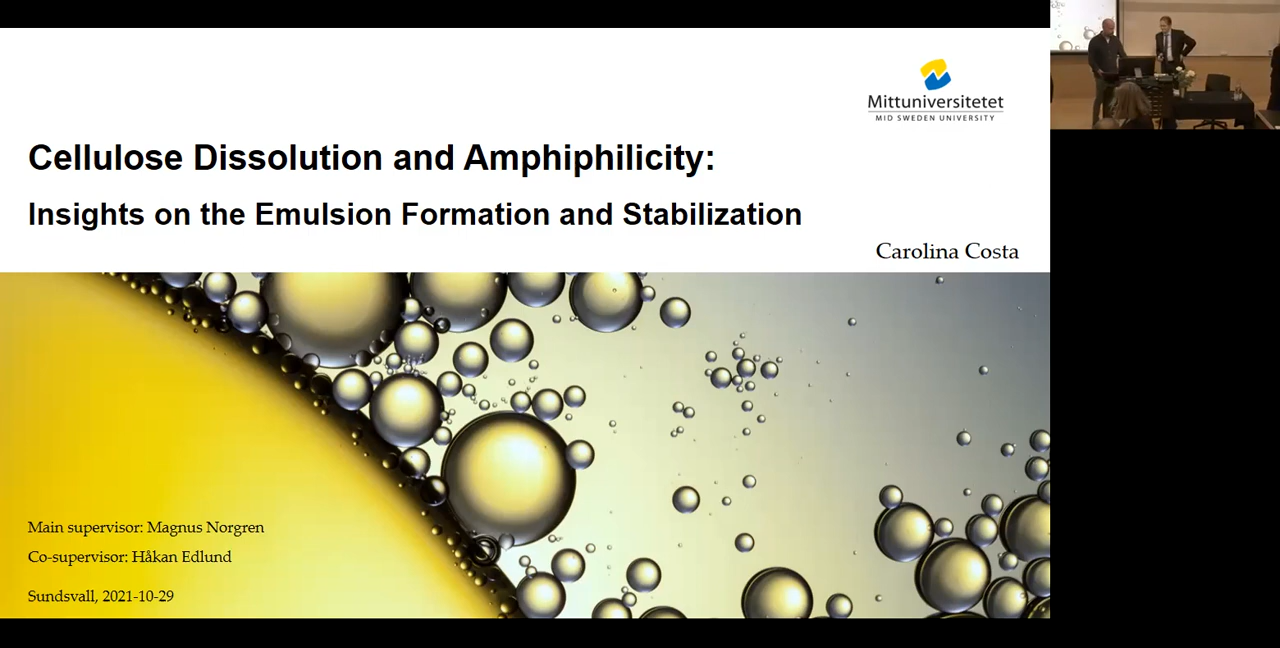 Mittuniversitetet
MID SWEDEN UNIVERSITY
Cellulose Dissolution and Amphiphilicity:
Insights on the Emulsion Formation and Stabilization
Carolina Costa
Main supervisor: Magnus Norgren
Co-supervisor: Håkan Edlund
Sundsvall, 2021-10-29